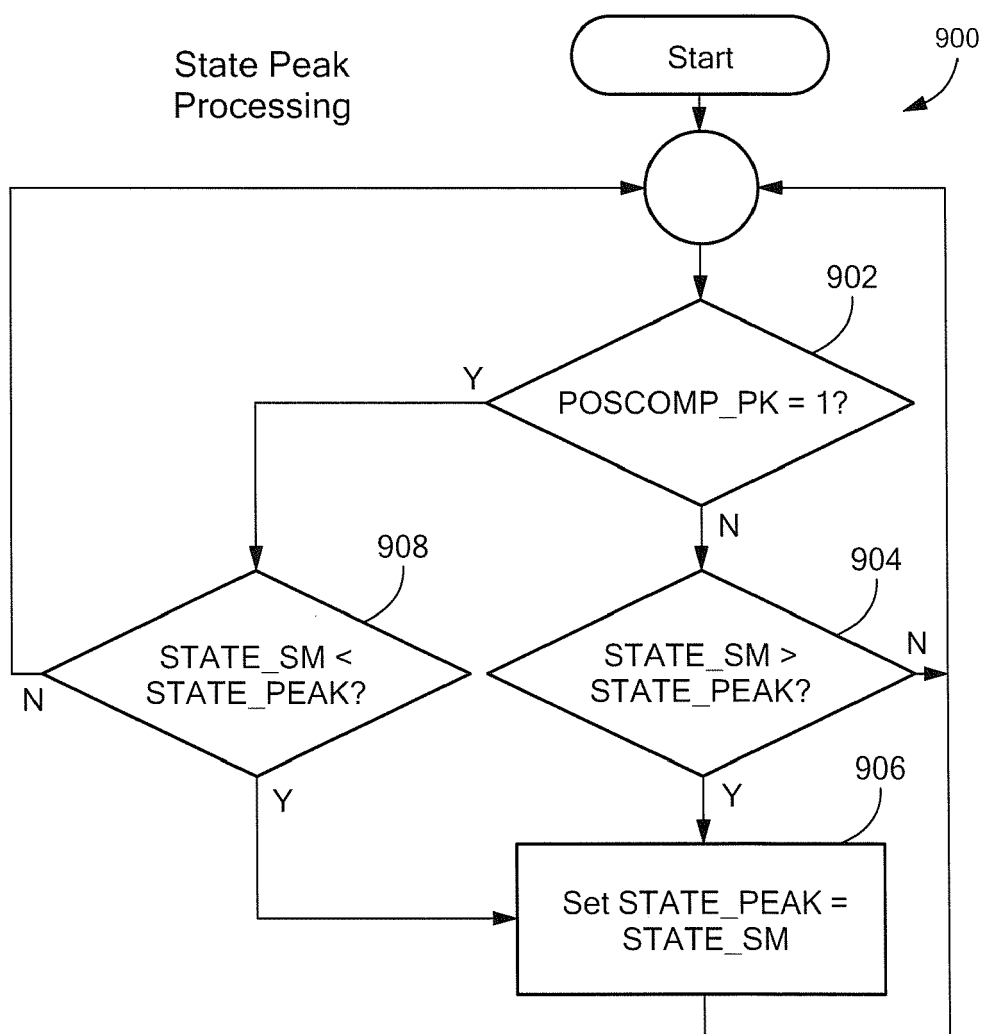 State Peak
Processing
Start
900
902
Y
POSCOMP_PK = 1?
N
908
904
STATE_SM <
STATE_PEAK?
N
Y
STATE_SM >
STATE_PEAK?
N
Y
906
Set STATE_PEAK =
STATE_SM